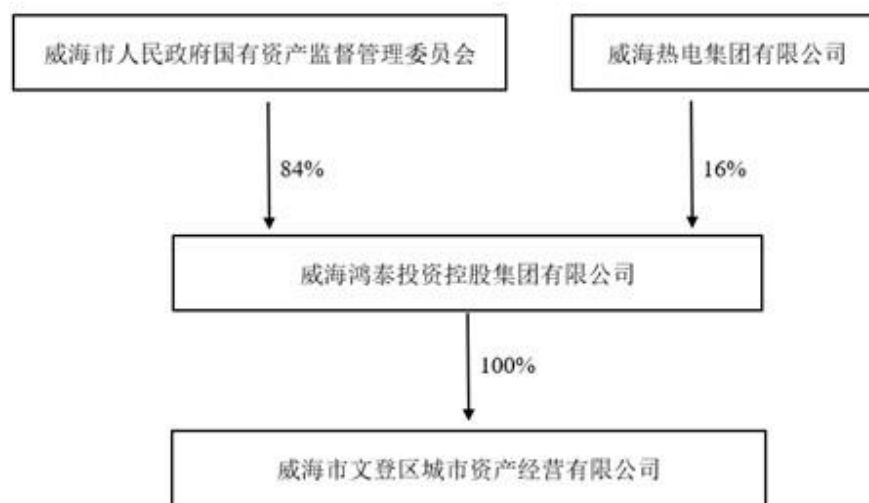 威海市人民政府国有资产监督管理委员会
威海热电集团有限公司
84%
16%
威海鸿泰投资控股集团有限公司
100%
威海市文登区城市资产经营有限公司